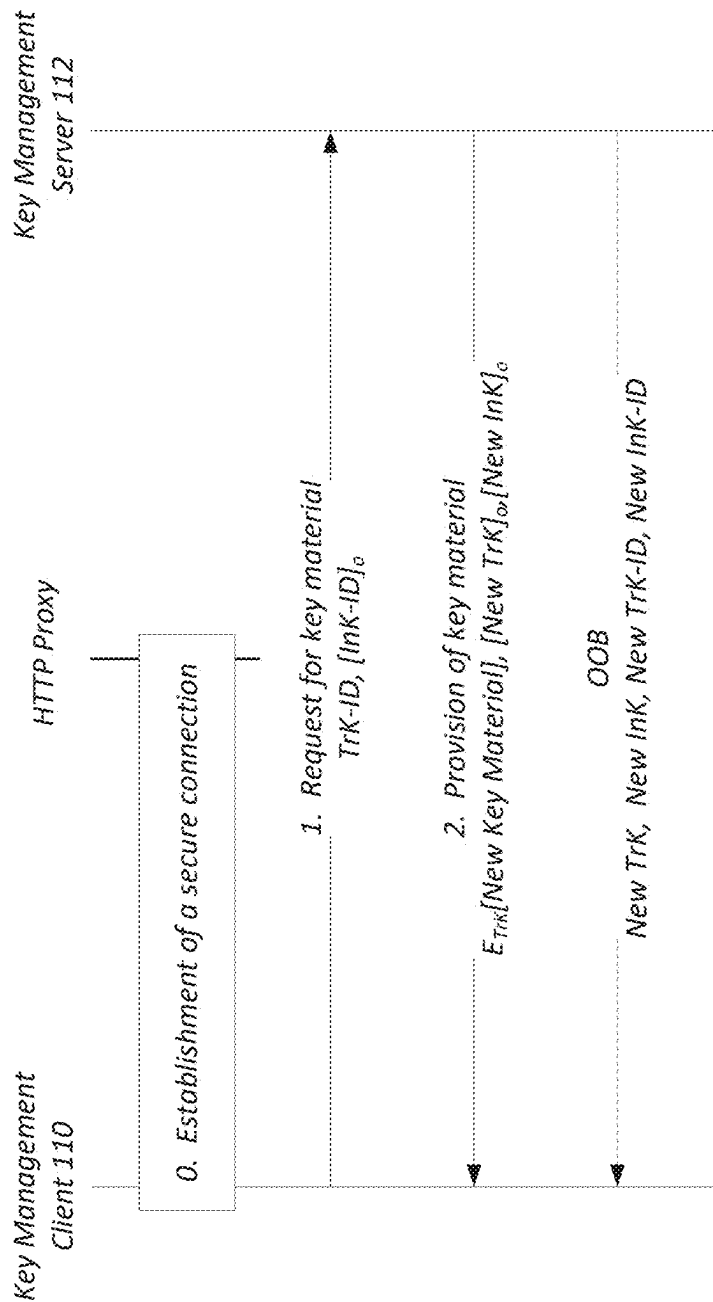 Key Management
Client 110
HTTP Proxy
Key Management
Server 112
0. Establishment of a secure connection
1. Request for key material
TrK-ID, [InK-ID]o
2. Provision of key material
ETrK[New Key Material], [New TrK]o,[New InK]o
OOB
New TrK, New InK, New TrK-ID, New InK-ID